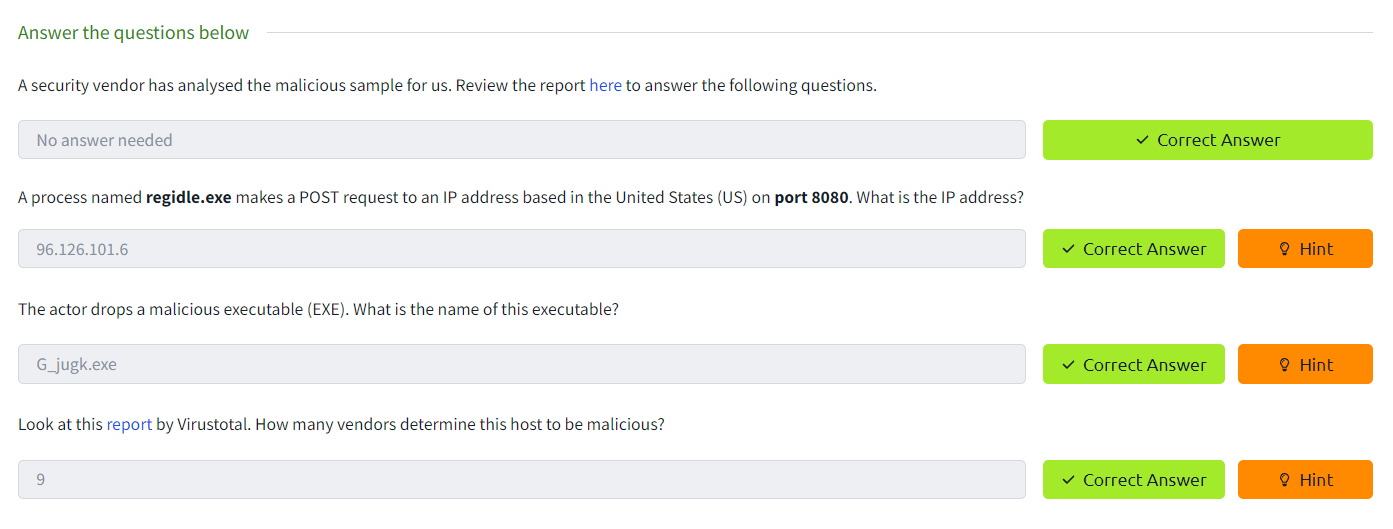 Answer the questions below
A security vendor has analysed the malicious sample for us. Review the report here to answer the following questions.
No answer needed
Correct Answer
A process named regidle.exe makes a POST request to an IP address based in the United States (US) on port 8080. What is the IP address?
96.126.101.6
Correct Answer
Hint
The actor drops a malicious executable (EXE). What is the name of this executable?
G_jugk.exe
Correct Answer
Hint
Look at this report by Virustotal. How many vendors determine this host to be malicious?
9
Correct Answer
Hint